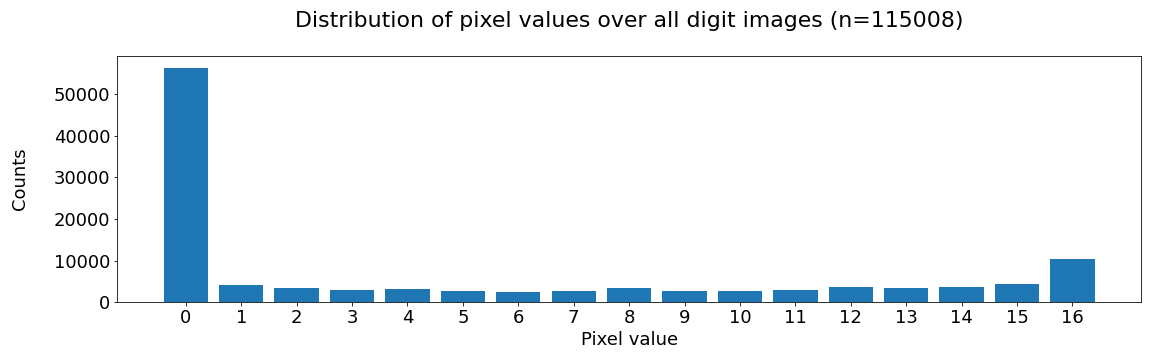 Distribution of pixel values over all digit images (n=115008)
Counts
50000
40000
30000
20000
10000
0
0 1 2 3 4 5 6 7 8 9 10 11 12 13 14 15 16
Pixel value